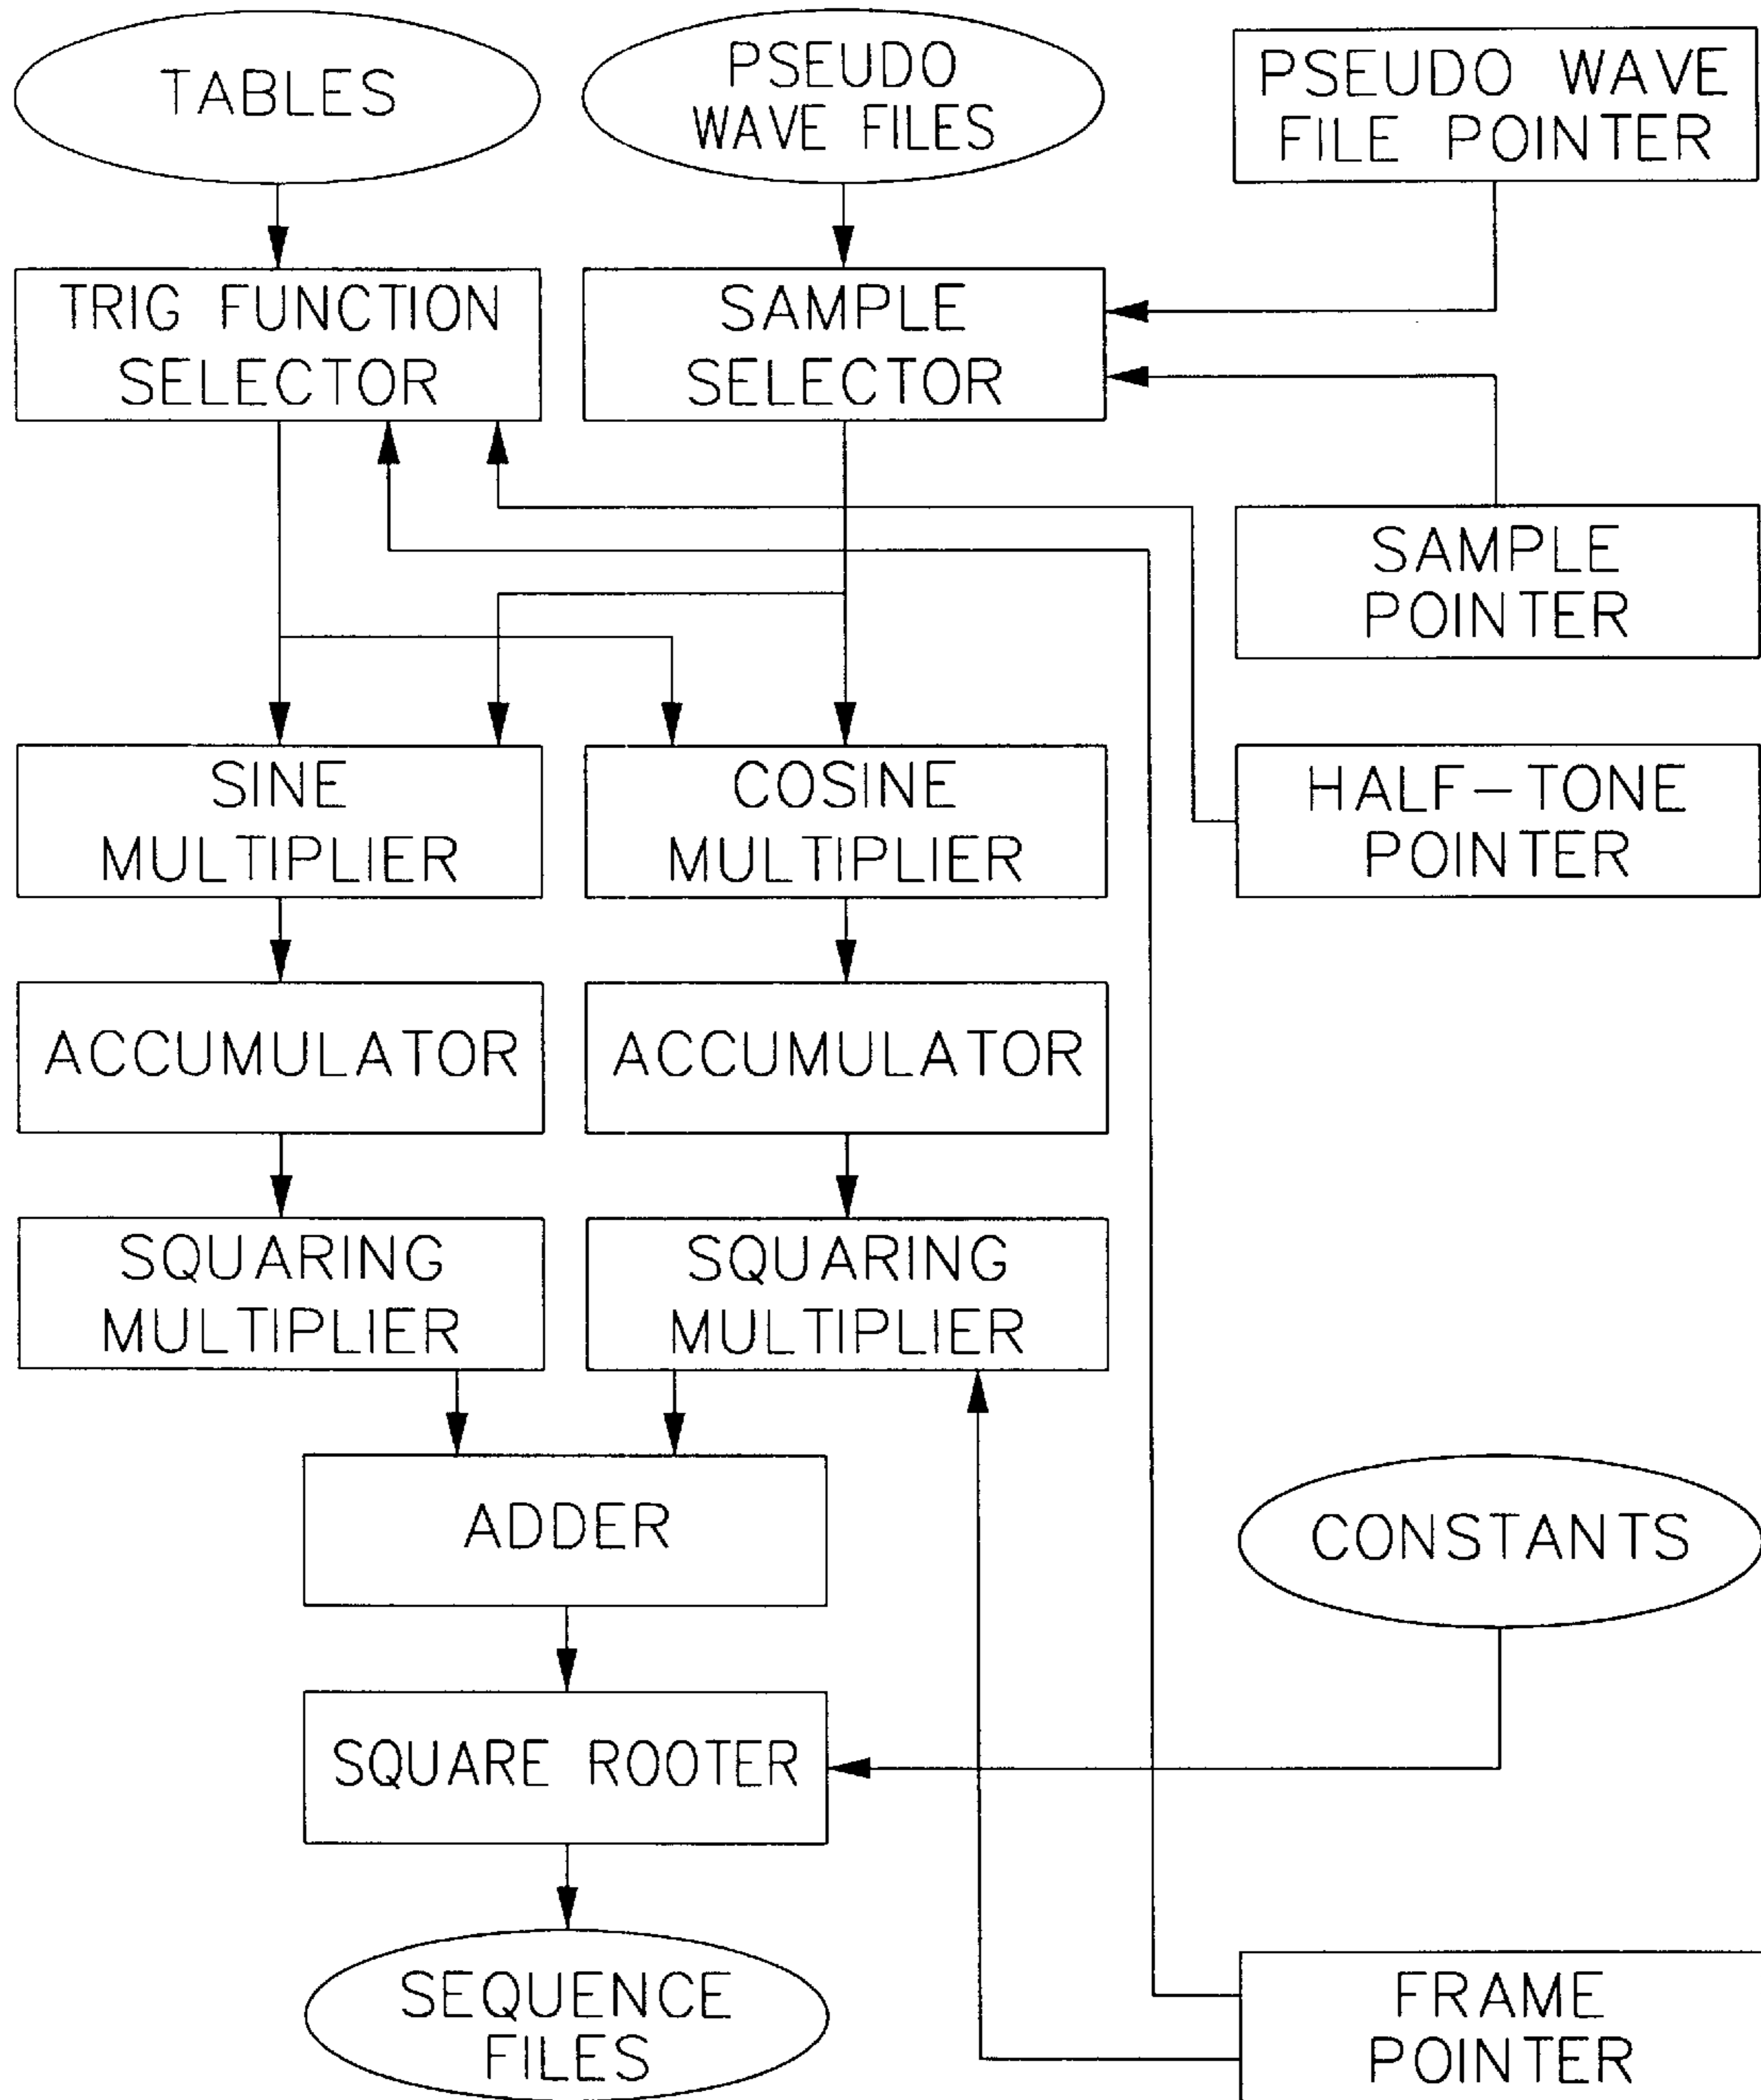 TABLES
PSEUDO
WAVE FILES
PSEUDO WAVE
FILE POINTER
TRIG FUNCTION
SELECTOR
SAMPLE
SELECTOR
SAMPLE
POINTER
SINE
MULTIPLIER
COSINE
MULTIPLIER
HALF-TONE
POINTER
ACCUMULATOR
ACCUMULATOR
SQUARING
MULTIPLIER
SQUARING
MULTIPLIER
ADDER
CONSTANTS
SQUARE ROOTER
SEQUENCE
FILES
FRAME
POINTER